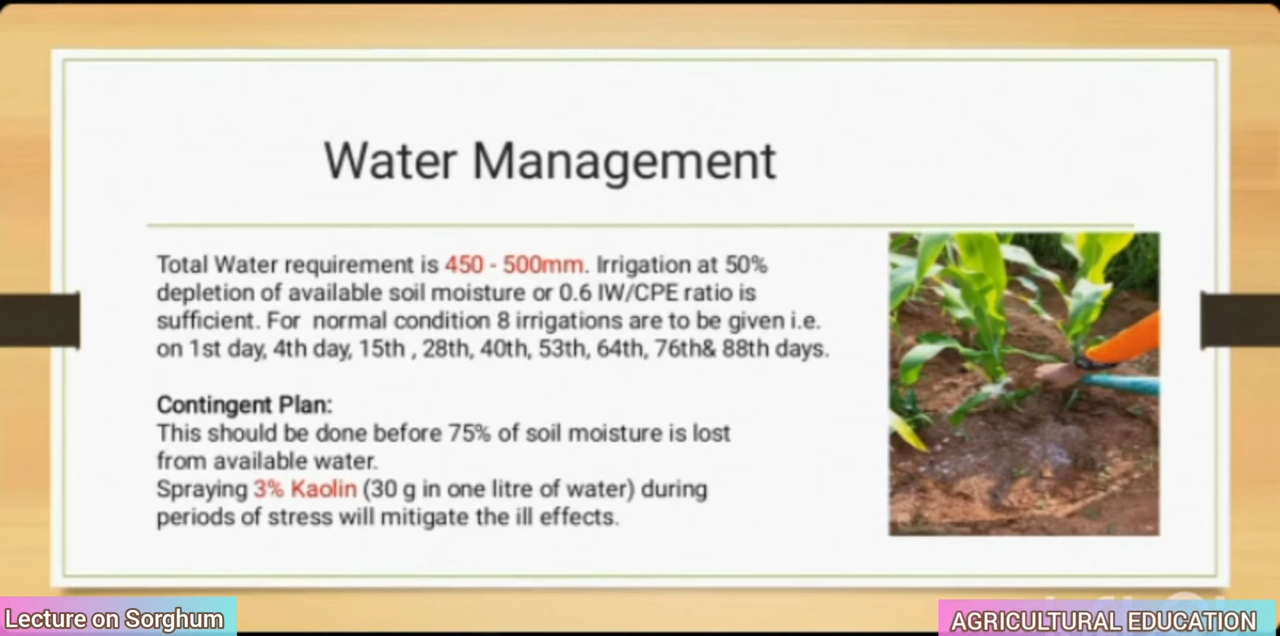 Water Management
Total Water requirement is 450 - 500mm. Irrigation at 50%
depletion of available soil moisture or 0.6 IW/CPE ratio is
sufficient. For normal condition 8 irrigations are to be given i.e.
on 1st day, 4th day, 15th , 28th, 40th, 53th, 64th, 76th& 88th days.
Contingent Plan:
This should be done before 75% of soil moisture is lost
from available water.
Spraying 3% Kaolin (30 g in one litre of water) during
periods of stress will mitigate the ill effects.
Lecture on Sorghum
AGRICULTURAL EDUCATION